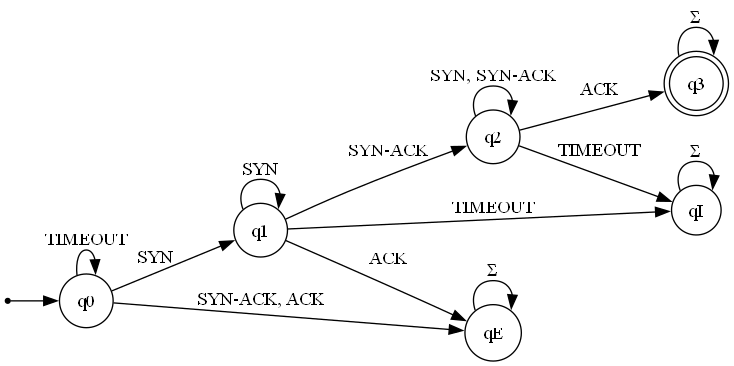 Σ
SYN, SYN-ACK
ACK
q3
q2
SYN-ACK
TIMEOUT
Σ
SYN
qI
TIMEOUT
q1
TIMEOUT
SYN
ACK
Σ
q0
SYN-ACK, ACK
qE